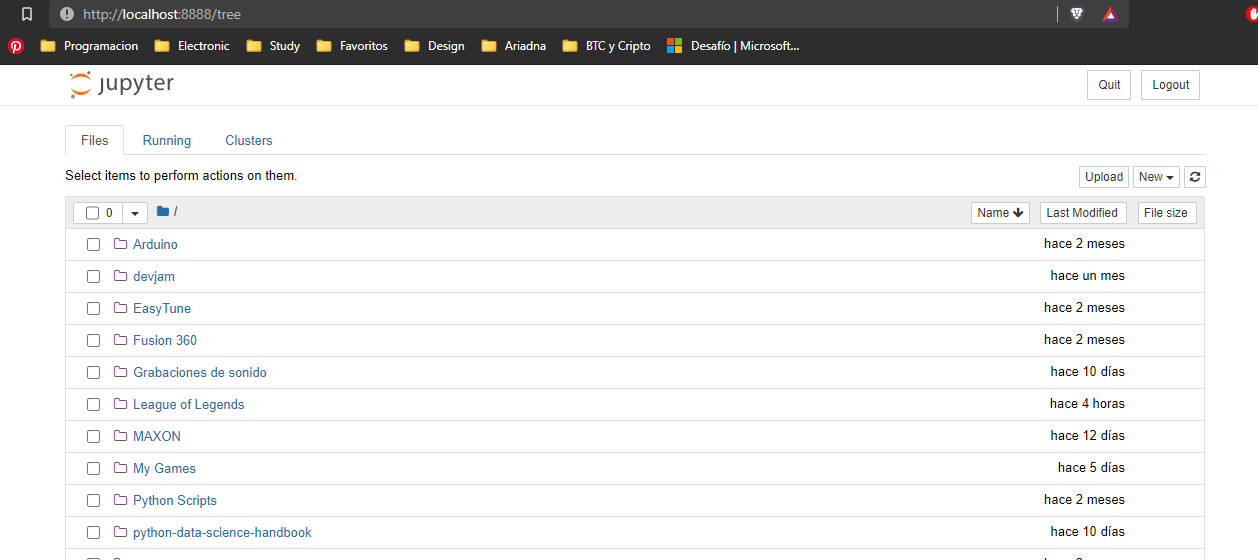 http://localhost:8888/tree
Programacion Electronic Study Favoritos Design Ariadna BTC y Cripto Desafío | Microsoft...
jupyter Quit Logout
Files Running Clusters
Select items to perform actions on them. Upload New
0 / Name Last Modified File size
Arduino hace 2 meses
devjam hace un mes
EasyTune hace 2 meses
Fusion 360 hace 2 meses
Grabaciones de sonido hace 10 días
League of Legends hace 4 horas
MAXON hace 12 días
My Games hace 5 días
Python Scripts hace 2 meses
python-data-science-handbook hace 10 días